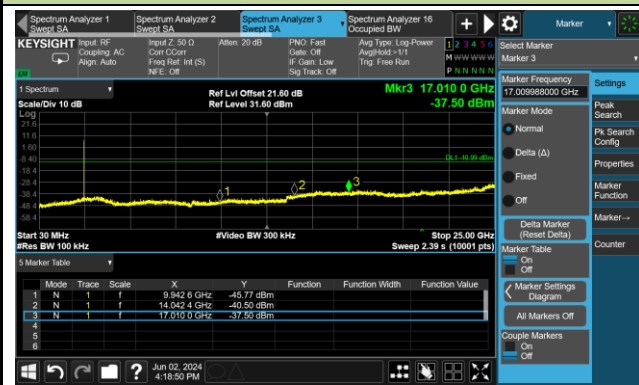 Spectrum Analyzer 1
Swept SA
Spectrum Analyzer 2
Swept SA
Spectrum Analyzer 3
Swept SA
Spectrum Analyzer 16
Occupied BW
Marker
KEYSIGHT
Input: RF
Coupling: AC
Align: Auto
Input Z: 50 Ω
Corr CCorr
Freq Ref: Int (S)
NFE: Off
Atten: 20 dB
PNO: Fast
Gate: Off
IF Gain: Low
Sig Track: Off
Avg Type: Log-Power
Avg|Hold:>1/1
Trig: Free Run
1 2 3 4 5 6
M W W W W W
P N N N N N
Select Marker
Marker 3
1 Spectrum
Scale/Div 10 dB
Log
Ref Lvl Offset 21.60 dB
Ref Level 31.60 dBm
Mkr3 17.010 0 GHz
-37.50 dBm
21.6
11.6
1.60
-8.40
-18.4
-28.4
-38.4
-48.4
-58.4
DL1 -10.99 dBm
1
2
3
Start 30 MHz
#Res BW 100 kHz
#Video BW 300 kHz
Stop 25.00 GHz
Sweep 2.39 s (10001 pts)
5 Marker Table
Mode Trace Scale X Y Function Function Width Function Value
1 N 1 f 9.942 6 GHz -45.77 dBm
2 N 1 f 14.042 4 GHz -40.50 dBm
3 N 1 f 17.010 0 GHz -37.50 dBm
4
5
6
Marker Frequency
17.009988000 GHz
Marker Mode
Normal
Delta (Δ)
Fixed
Off
Delta Marker
(Reset Delta)
Marker Table
On
Off
Marker Settings
Diagram
All Markers Off
Couple Markers
On
Off
Settings
Peak
Search
Pk Search
Config
Properties
Marker
Function
Marker→
Counter
Jun 02, 2024
4:18:50 PM